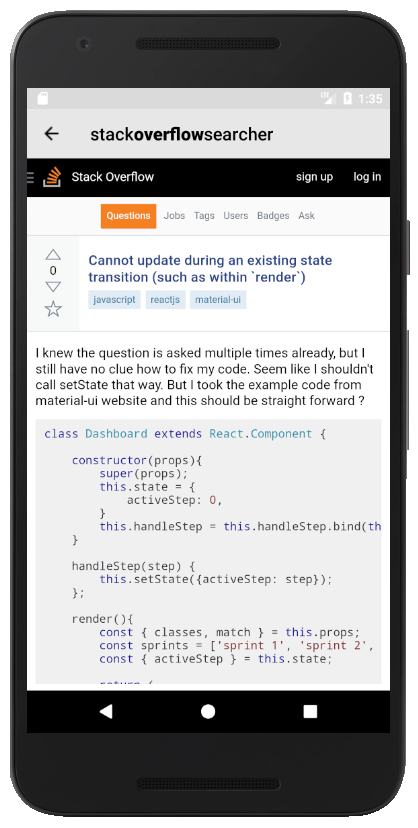 LTE 1:35
stackoverflowsearcher
Stack Overflow sign up log in
Questions Jobs Tags Users Badges Ask
Cannot update during an existing state
transition (such as within `render`)
0
javascript reactjs material-ui
I knew the question is asked multiple times already, but I
still have no clue how to fix my code. Seem like I shouldn't
call setState that way. But I took the example code from
material-ui website and this should be straight forward ?
class Dashboard extends React.Component {
constructor(props){
super(props);
this.state = {
activeStep: 0,
}
this.handleStep = this.handleStep.bind(th
}
handleStep(step) {
this.setState({activeStep: step});
};
render(){
const { classes, match } = this.props;
const sprints = ['sprint 1', 'sprint 2',
const { activeStep } = this.state;
return (